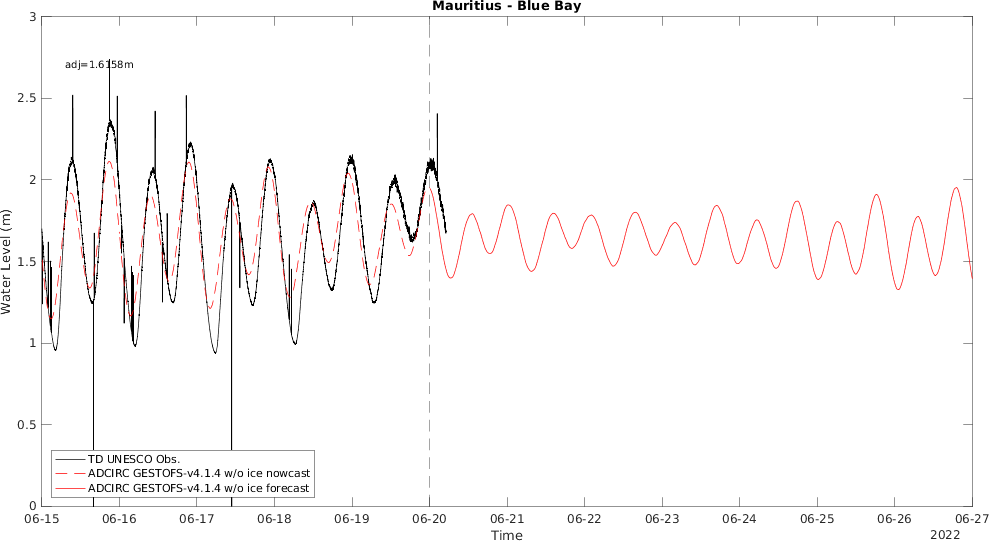 Mauritius - Blue Bay
3
adj=1.6158m
2.5
2
1.5
1
0.5
0
Water Level (m)
TD UNESCO Obs.
ADCIRC GESTOFS-v4.1.4 w/o ice nowcast
ADCIRC GESTOFS-v4.1.4 w/o ice forecast
06-15 06-16 06-17 06-18 06-19 06-20 06-21 06-22 06-23 06-24 06-25 06-26 06-27
Time
2022